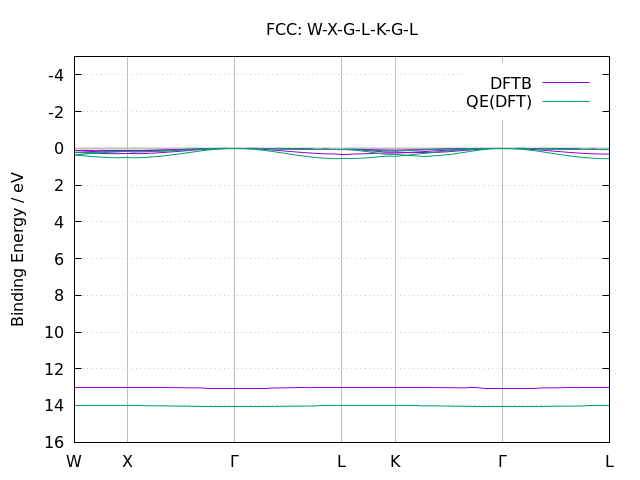 FCC: W-X-G-L-K-G-L
DFTB
QE(DFT)
Binding Energy / eV
-4
-2
0
2
4
6
8
10
12
14
16
W X Γ L K Γ L